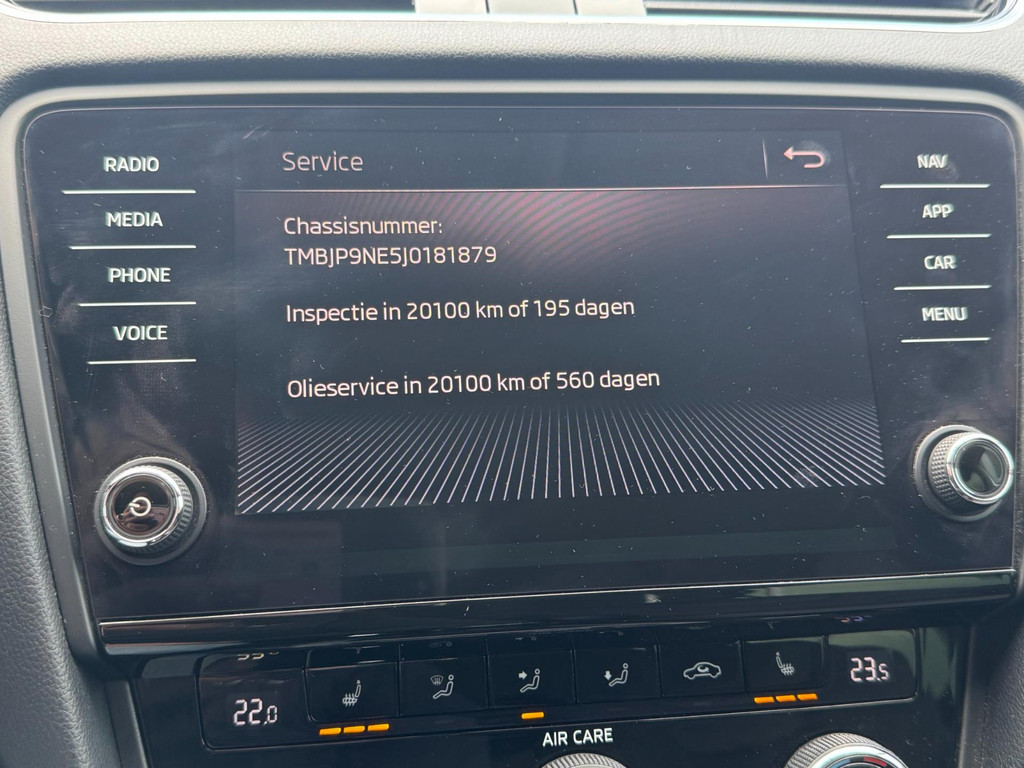 Service
RADIO
MEDIA
PHONE
VOICE
Chassisnummer:
TMBJP9NE5J0181879
Inspectie in 20100 km of 195 dagen
Olieservice in 20100 km of 560 dagen
NAV
APP
CAR
MENU
22.0
23.5
AIR CARE